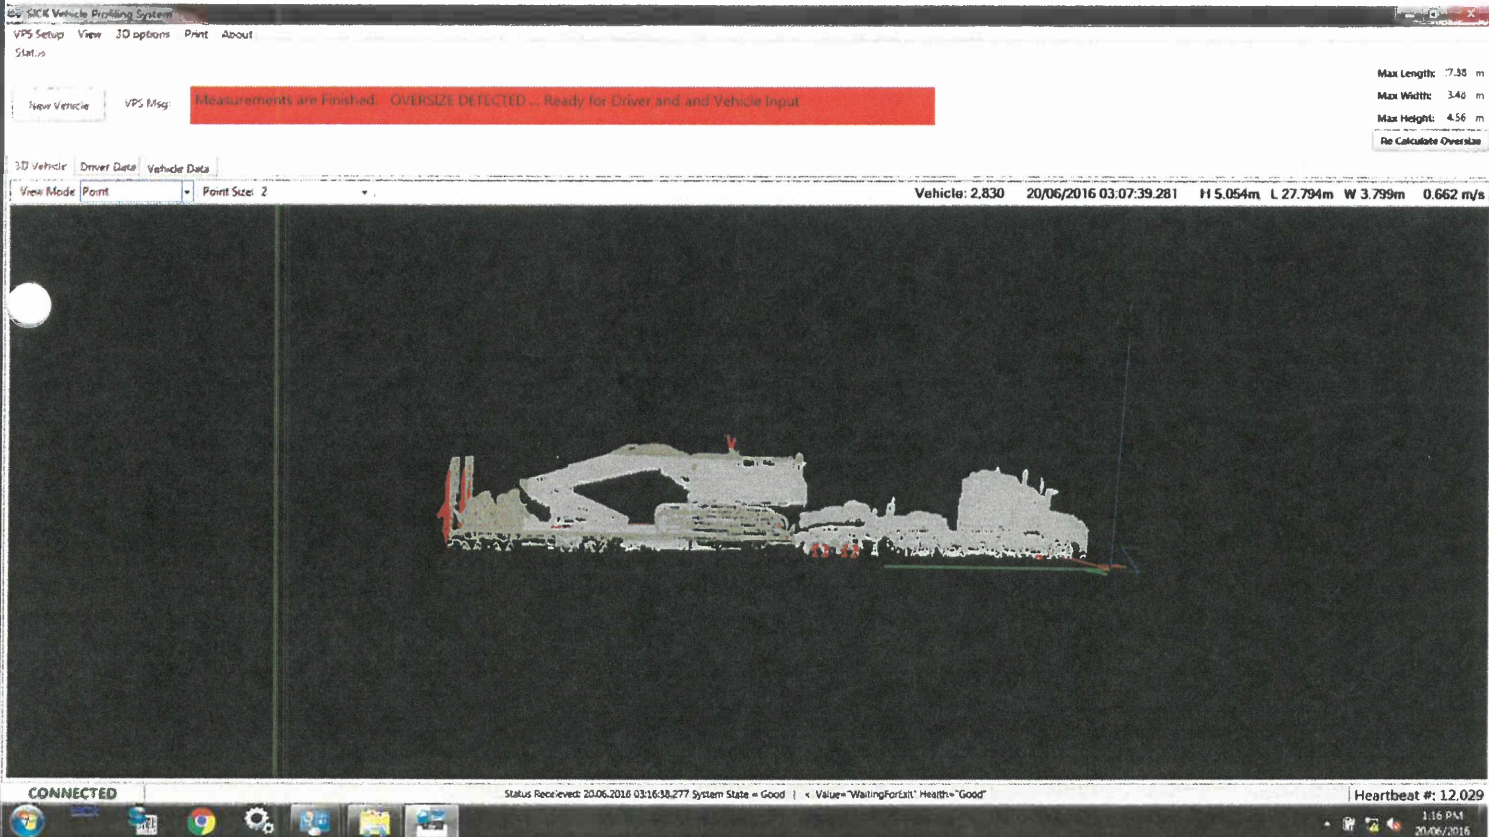 SICK Vehicle Profiling System
VPS Setup View 3D options Print About
Status
Max Length: m
New Vehicle VPS Msg: Measurements are Finished. OVERSIZE DETECTED ... Ready for Driver and and Vehicle Input
Max Width: m
Max Height: 4.56 m
Re Calculate Oversize
3D Vehicle Driver Data Vehicle Data
View Mode Point Point Size: 2 Vehicle: 2,830 20/06/2016 03:07:39.281 H 5.054m L 27.794m W 3.799m 0.662 m/s
CONNECTED Status Receieved: 20.06.2016 03:16:38.277 System State = Good | < Value="WaitingForExit" Health="Good" Heartbeat #: 12,029
SICK
1:16 PM
20/06/2016